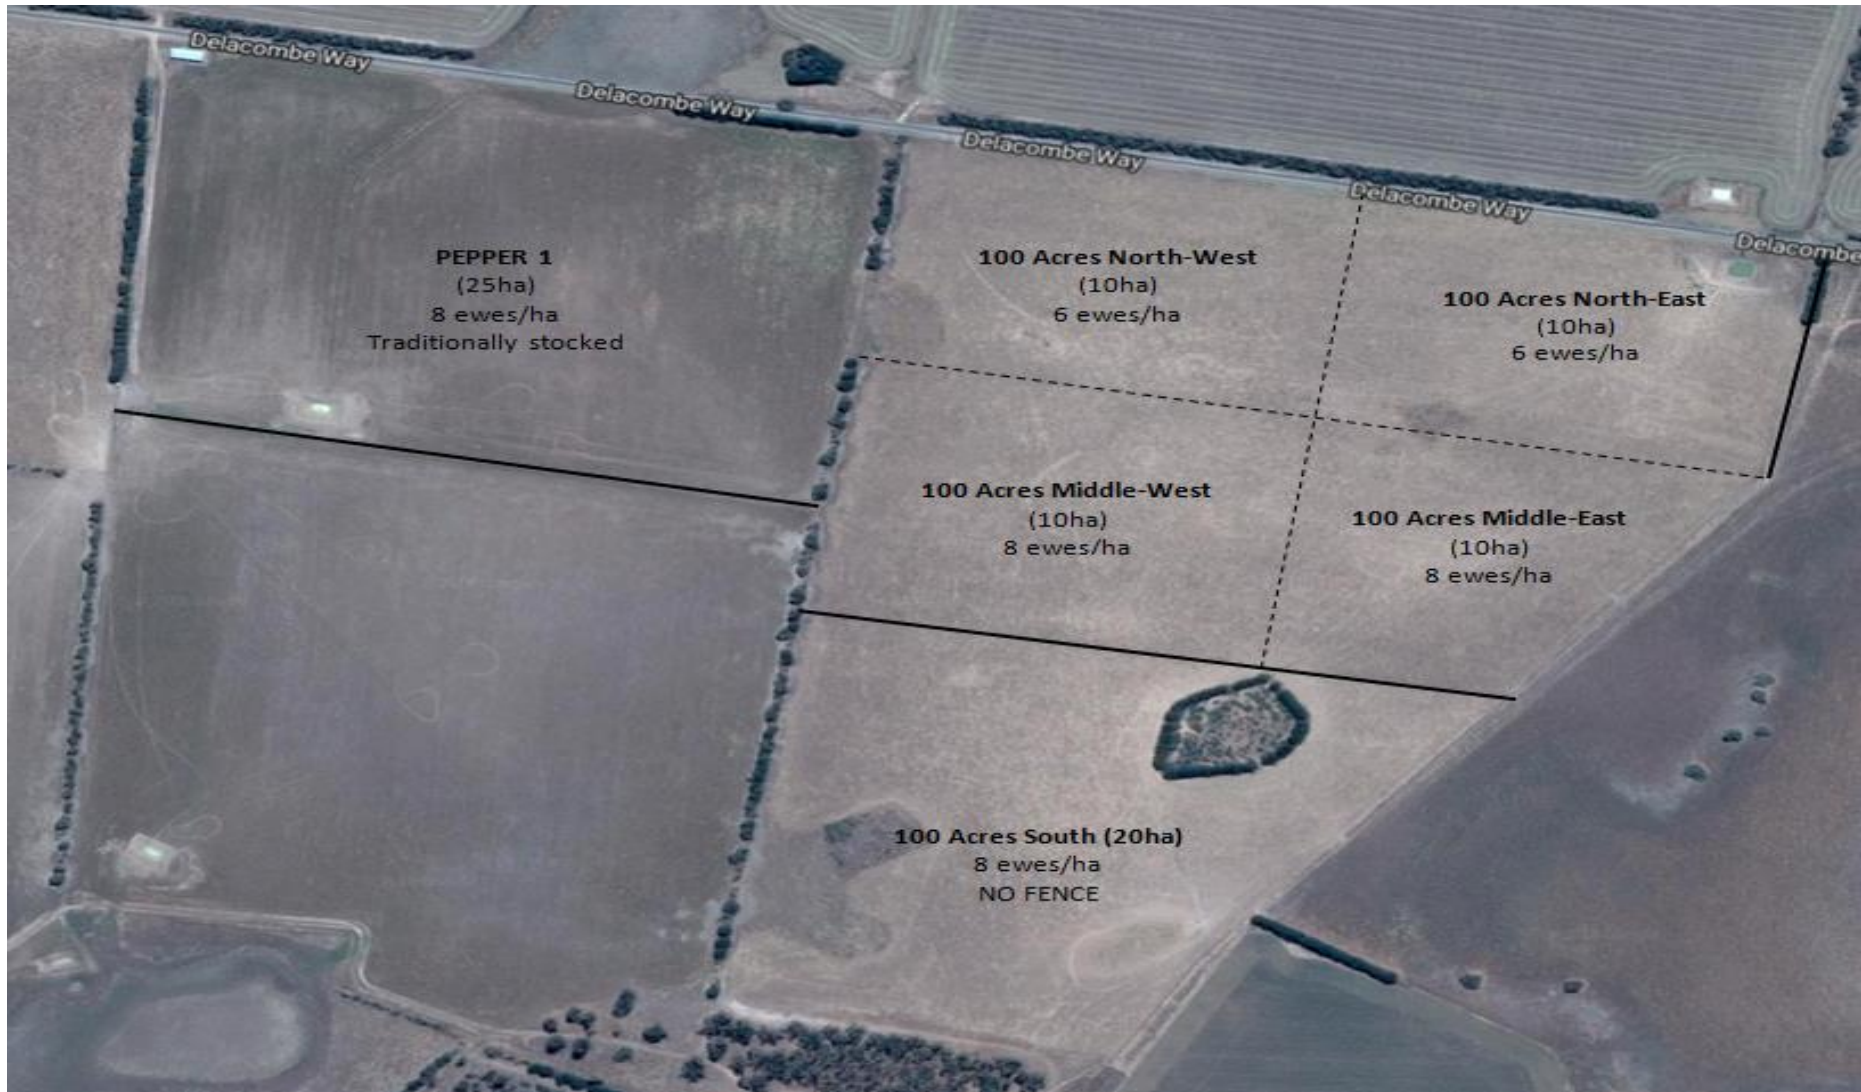 Delacombe Way
Delacombe Way
Delacombe Way
Delacombe Way
Delacombe
PEPPER 1
(25ha)
8 ewes/ha
Traditionally stocked
100 Acres North-West
(10ha)
6 ewes/ha
100 Acres North-East
(10ha)
6 ewes/ha
100 Acres Middle-West
(10ha)
8 ewes/ha
100 Acres Middle-East
(10ha)
8 ewes/ha
100 Acres South (20ha)
8 ewes/ha
NO FENCE